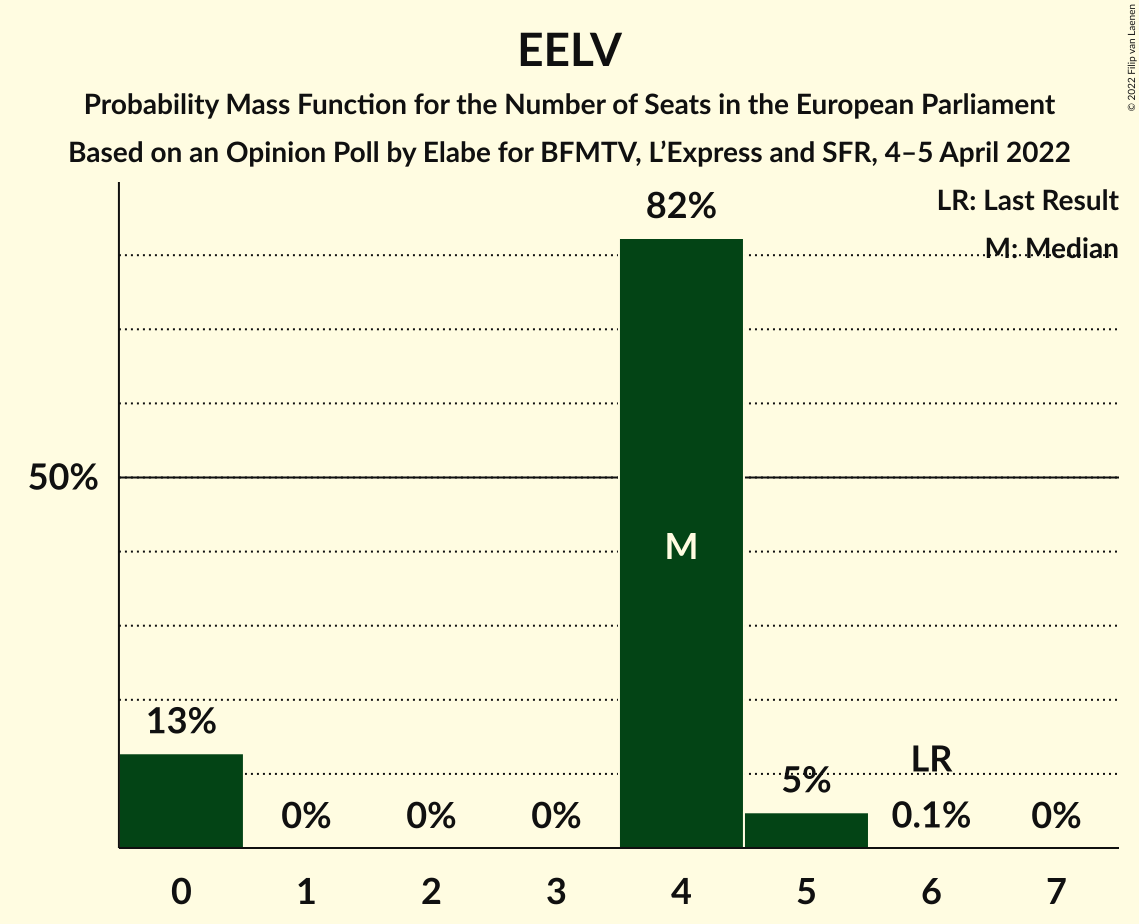 EELV
Probability Mass Function for the Number of Seats in the European Parliament
Based on an Opinion Poll by Elabe for BFMTV, L’Express and SFR, 4–5 April 2022
© 2022 Filip van Laenen
LR: Last Result
M: Median
82%
50%
M
13%
0%
0%
0%
5%
LR
0.1%
0%
0 1 2 3 4 5 6 7